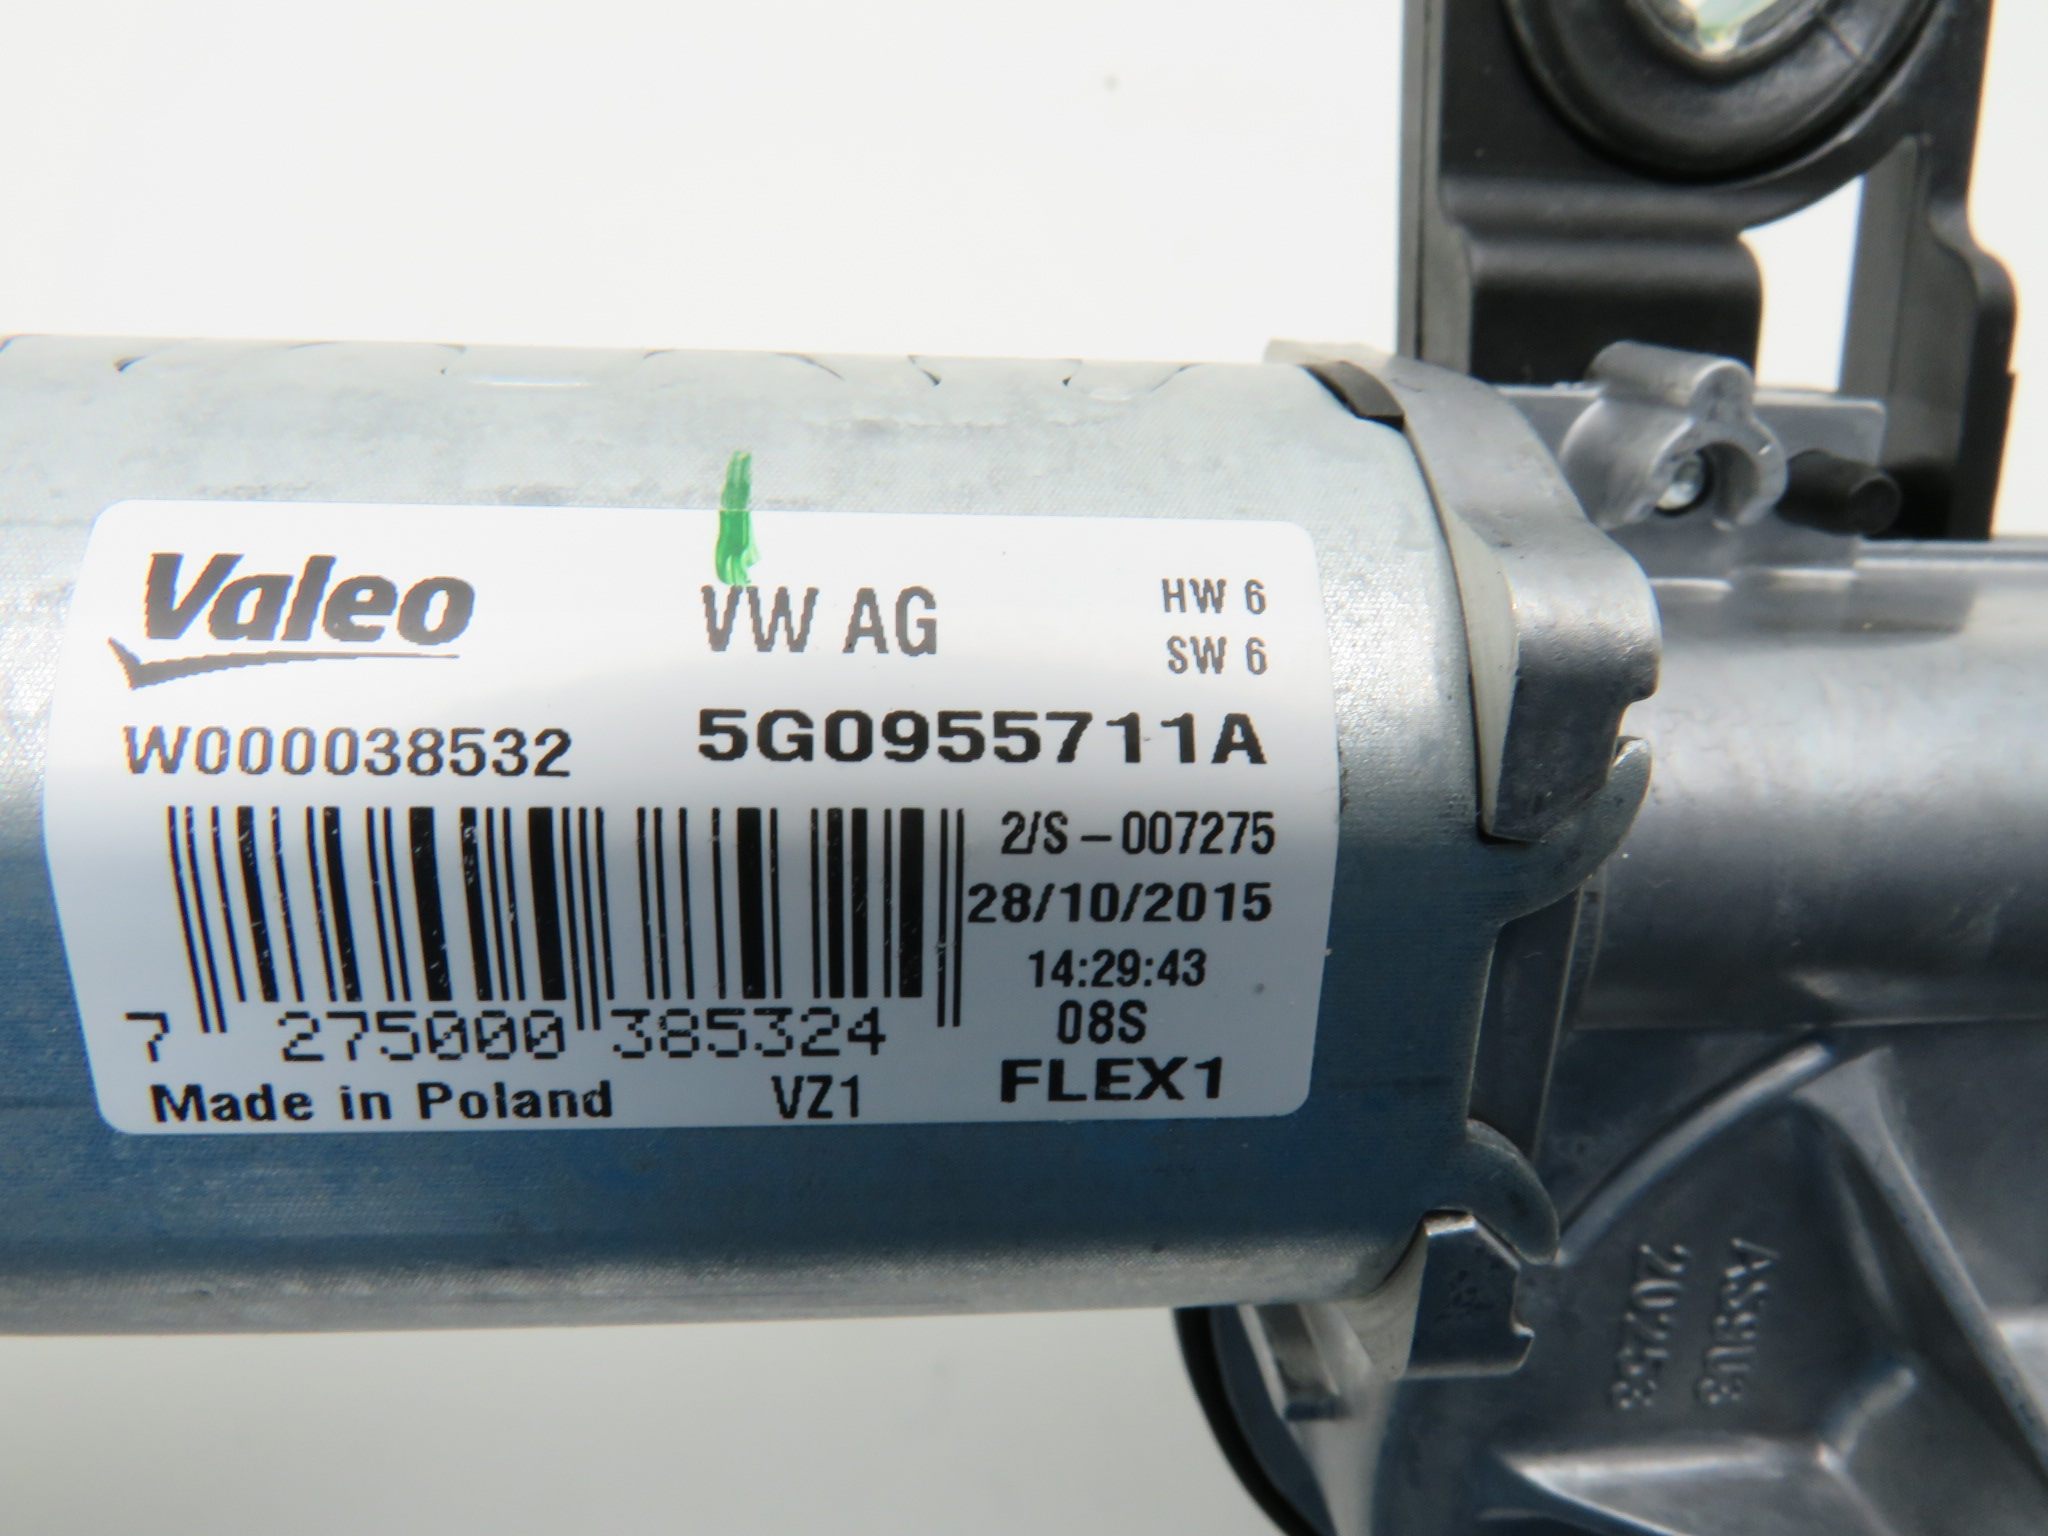 Valeo
VW AG
HW 6
SW 6
W000038532
5G0955711A
2/S – 007275
28/10/2015
14:29:43
08S
FLEX1
7 275000 385324
Made in Poland
VZ1
202253